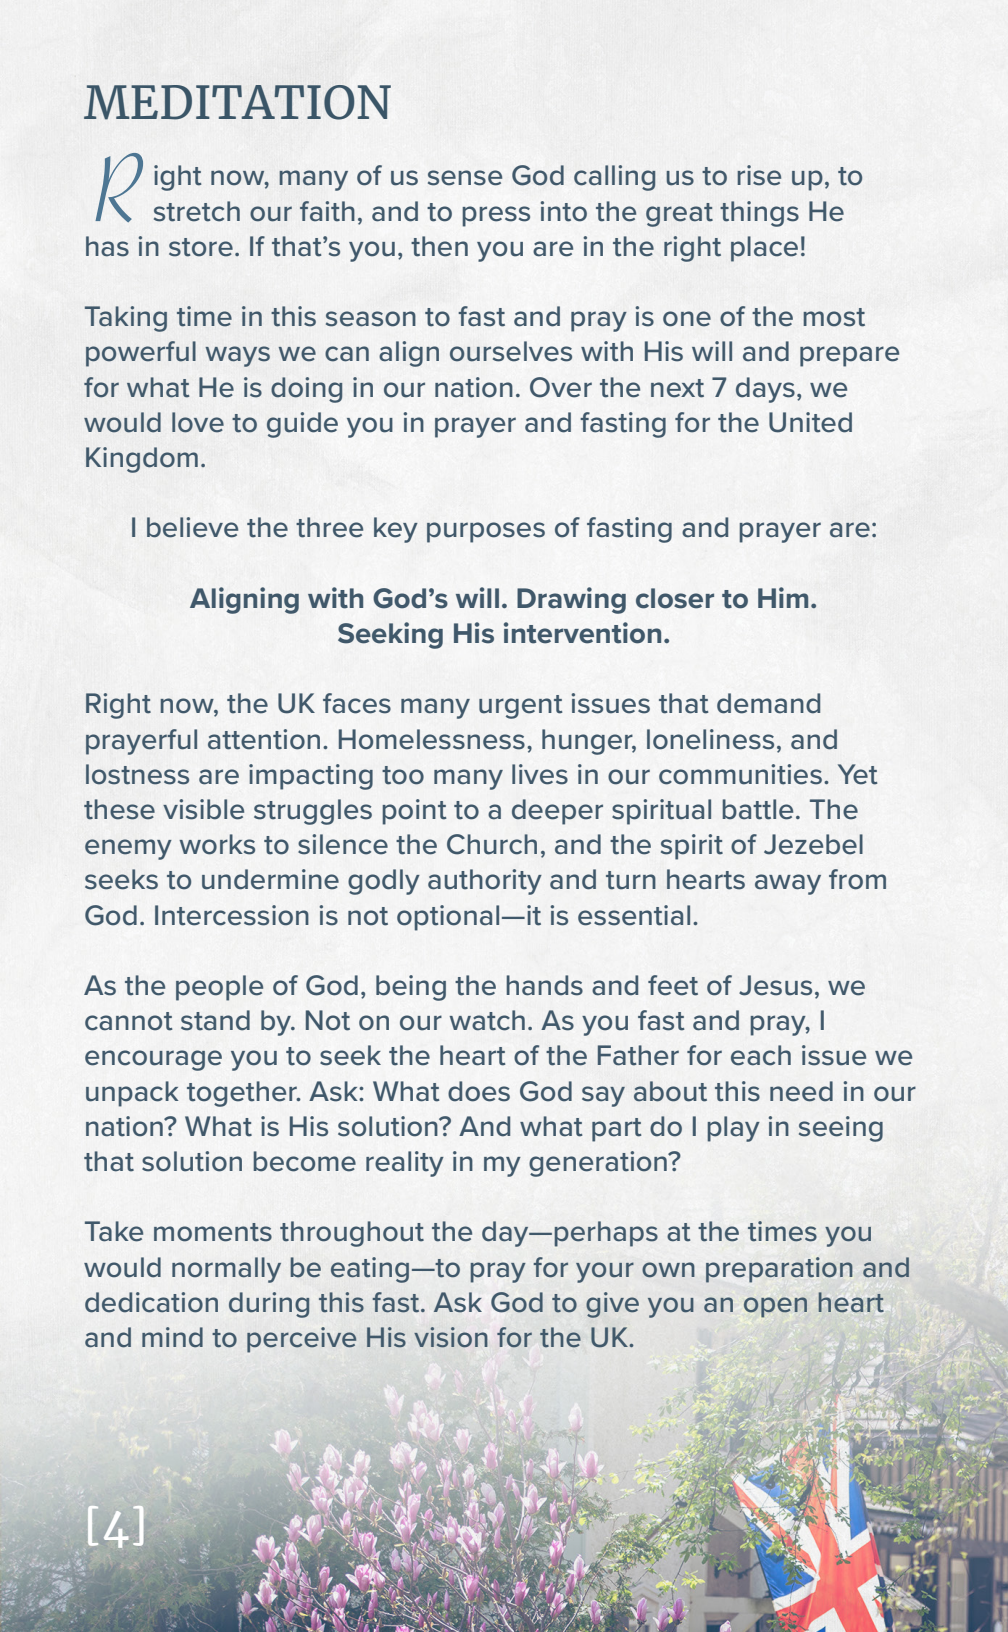 MEDITATION
Right now, many of us sense God calling us to rise up, to
stretch our faith, and to press into the great things He
has in store. If that’s you, then you are in the right place!
Taking time in this season to fast and pray is one of the most
powerful ways we can align ourselves with His will and prepare
for what He is doing in our nation. Over the next 7 days, we
would love to guide you in prayer and fasting for the United
Kingdom.
I believe the three key purposes of fasting and prayer are:
Aligning with God’s will. Drawing closer to Him.
Seeking His intervention.
Right now, the UK faces many urgent issues that demand
prayerful attention. Homelessness, hunger, loneliness, and
lostness are impacting too many lives in our communities. Yet
these visible struggles point to a deeper spiritual battle. The
enemy works to silence the Church, and the spirit of Jezebel
seeks to undermine godly authority and turn hearts away from
God. Intercession is not optional—it is essential.
As the people of God, being the hands and feet of Jesus, we
cannot stand by. Not on our watch. As you fast and pray, I
encourage you to seek the heart of the Father for each issue we
unpack together. Ask: What does God say about this need in our
nation? What is His solution? And what part do I play in seeing
that solution become reality in my generation?
Take moments throughout the day—perhaps at the times you
would normally be eating—to pray for your own preparation and
dedication during this fast. Ask God to give you an open heart
and mind to perceive His vision for the UK.
[4]